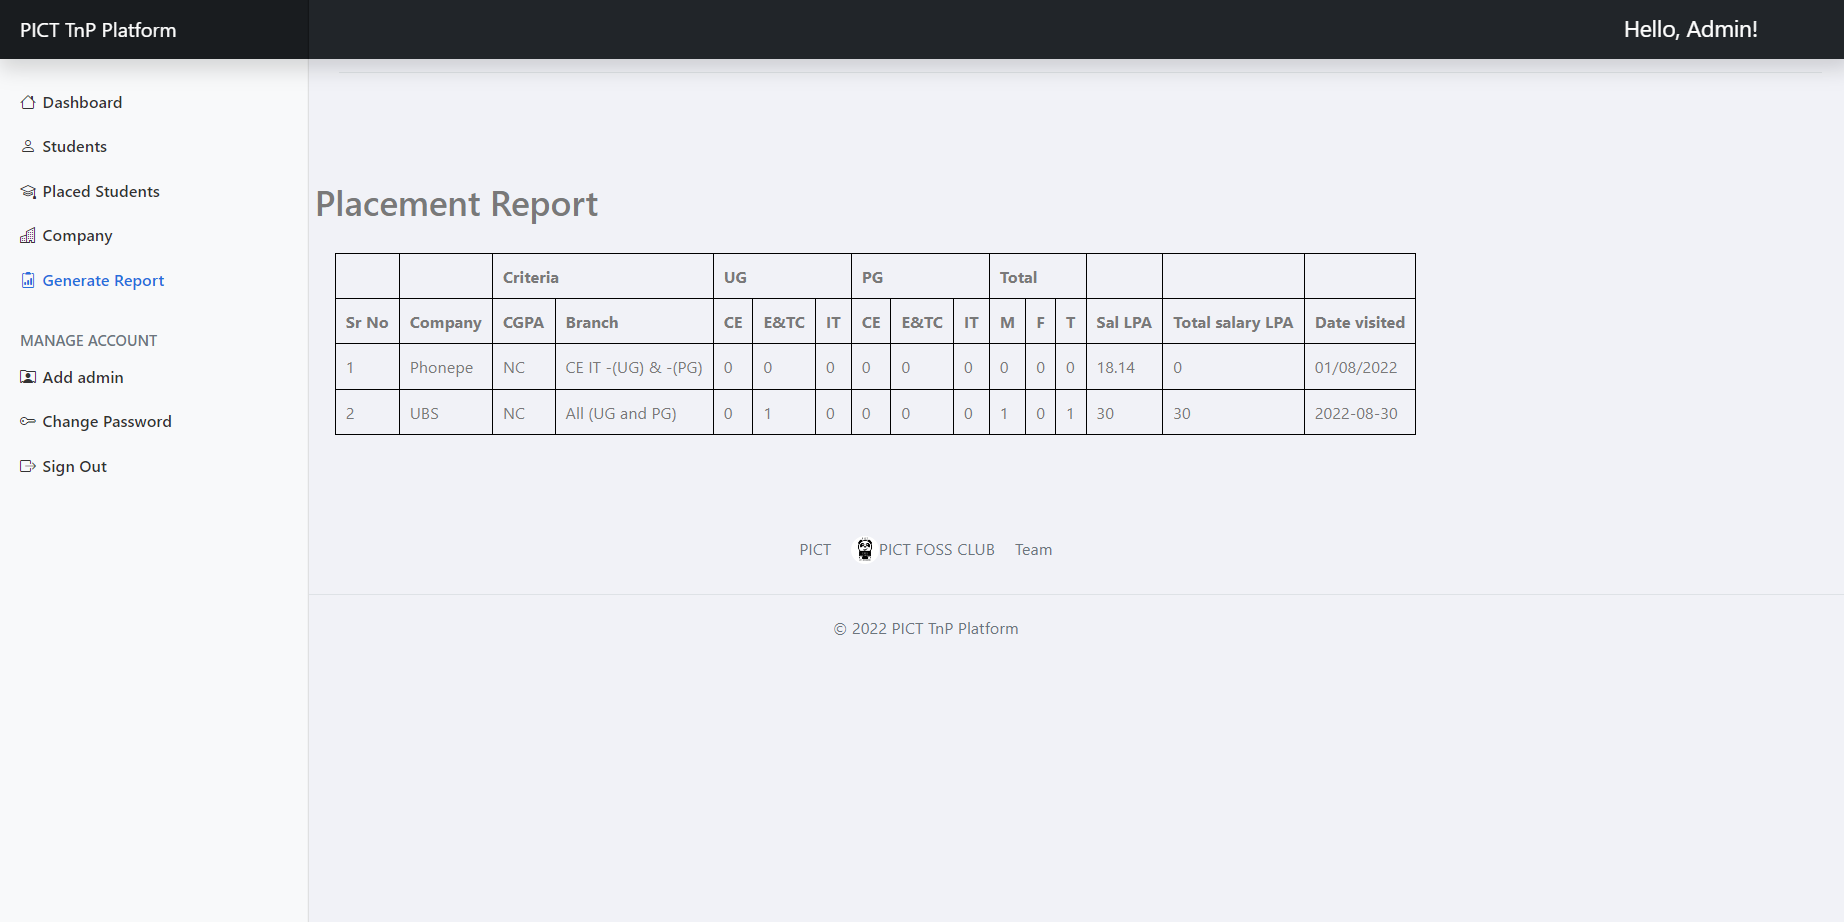 PICT TnP Platform
Hello, Admin!
Dashboard
Students
Placed Students
Company
Generate Report
MANAGE ACCOUNT
Add admin
Change Password
Sign Out
Placement Report
Criteria UG PG Total
Sr No Company CGPA Branch CE E&TC IT CE E&TC IT M F T Sal LPA Total salary LPA Date visited
1 Phonepe NC CE IT -(UG) & -(PG) 0 0 0 0 0 0 0 0 0 18.14 0 01/08/2022
2 UBS NC All (UG and PG) 0 1 0 0 0 0 1 0 1 30 30 2022-08-30
PICT PICT FOSS CLUB Team
© 2022 PICT TnP Platform